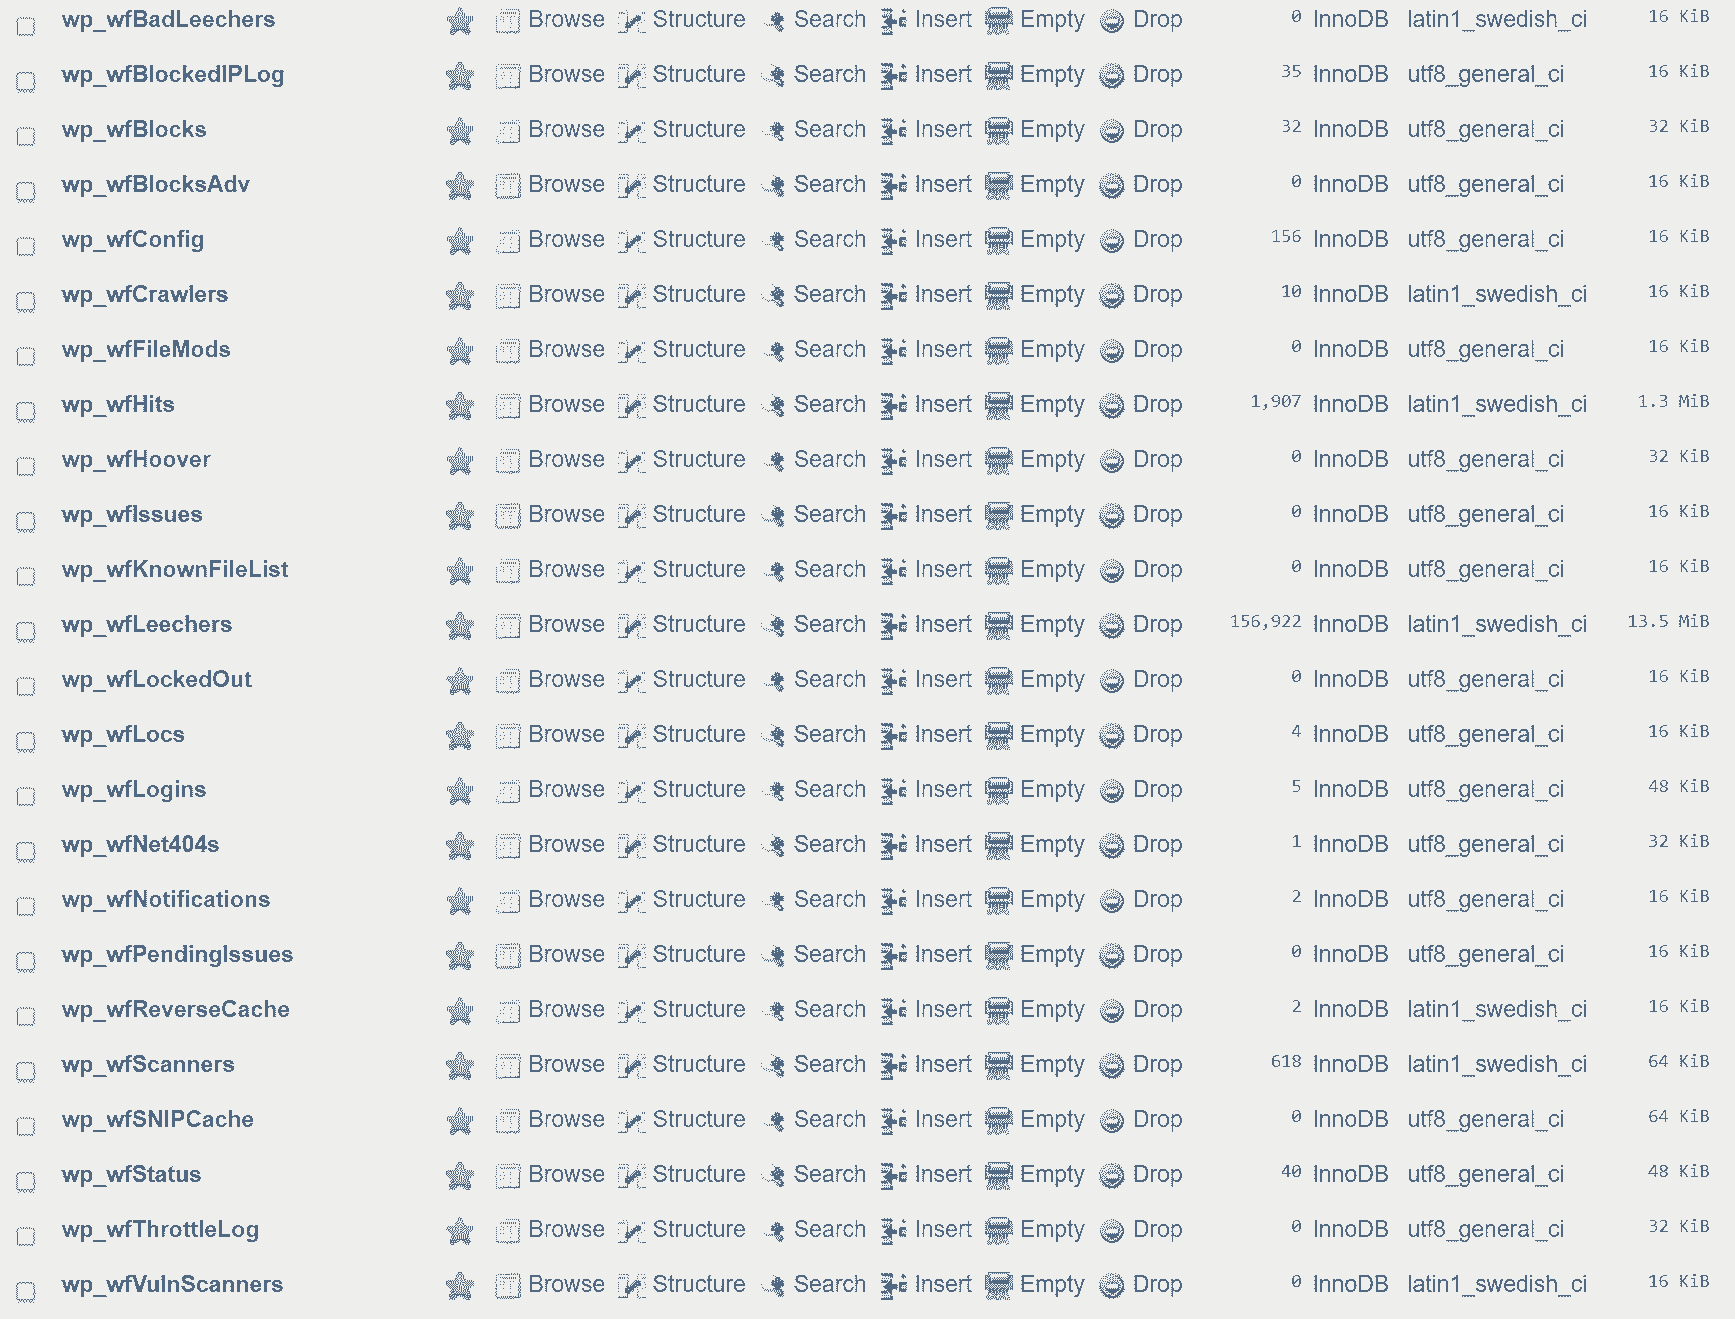 wp_wfBadLeechers Browse Structure Search Insert Empty Drop 0 InnoDB latin1_swedish_ci 16 KiB
wp_wfBlockedIPLog Browse Structure Search Insert Empty Drop 35 InnoDB utf8_general_ci 16 KiB
wp_wfBlocks Browse Structure Search Insert Empty Drop 32 InnoDB utf8_general_ci 32 KiB
wp_wfBlocksAdv Browse Structure Search Insert Empty Drop 0 InnoDB utf8_general_ci 16 KiB
wp_wfConfig Browse Structure Search Insert Empty Drop 156 InnoDB utf8_general_ci 16 KiB
wp_wfCrawlers Browse Structure Search Insert Empty Drop 10 InnoDB latin1_swedish_ci 16 KiB
wp_wfFileMods Browse Structure Search Insert Empty Drop 0 InnoDB utf8_general_ci 16 KiB
wp_wfHits Browse Structure Search Insert Empty Drop 1,907 InnoDB latin1_swedish_ci 1.3 MiB
wp_wfHoover Browse Structure Search Insert Empty Drop 0 InnoDB utf8_general_ci 32 KiB
wp_wfIssues Browse Structure Search Insert Empty Drop 0 InnoDB utf8_general_ci 16 KiB
wp_wfKnownFileList Browse Structure Search Insert Empty Drop 0 InnoDB utf8_general_ci 16 KiB
wp_wfLeechers Browse Structure Search Insert Empty Drop 156,922 InnoDB latin1_swedish_ci 13.5 MiB
wp_wfLockedOut Browse Structure Search Insert Empty Drop 0 InnoDB utf8_general_ci 16 KiB
wp_wfLocs Browse Structure Search Insert Empty Drop 4 InnoDB utf8_general_ci 16 KiB
wp_wfLogins Browse Structure Search Insert Empty Drop 5 InnoDB utf8_general_ci 48 KiB
wp_wfNet404s Browse Structure Search Insert Empty Drop 1 InnoDB utf8_general_ci 32 KiB
wp_wfNotifications Browse Structure Search Insert Empty Drop 2 InnoDB utf8_general_ci 16 KiB
wp_wfPendingIssues Browse Structure Search Insert Empty Drop 0 InnoDB utf8_general_ci 16 KiB
wp_wfReverseCache Browse Structure Search Insert Empty Drop 2 InnoDB latin1_swedish_ci 16 KiB
wp_wfScanners Browse Structure Search Insert Empty Drop 618 InnoDB latin1_swedish_ci 64 KiB
wp_wfSNIPCache Browse Structure Search Insert Empty Drop 0 InnoDB utf8_general_ci 64 KiB
wp_wfStatus Browse Structure Search Insert Empty Drop 40 InnoDB utf8_general_ci 48 KiB
wp_wfThrottleLog Browse Structure Search Insert Empty Drop 0 InnoDB utf8_general_ci 32 KiB
wp_wfVulnScanners Browse Structure Search Insert Empty Drop 0 InnoDB latin1_swedish_ci 16 KiB